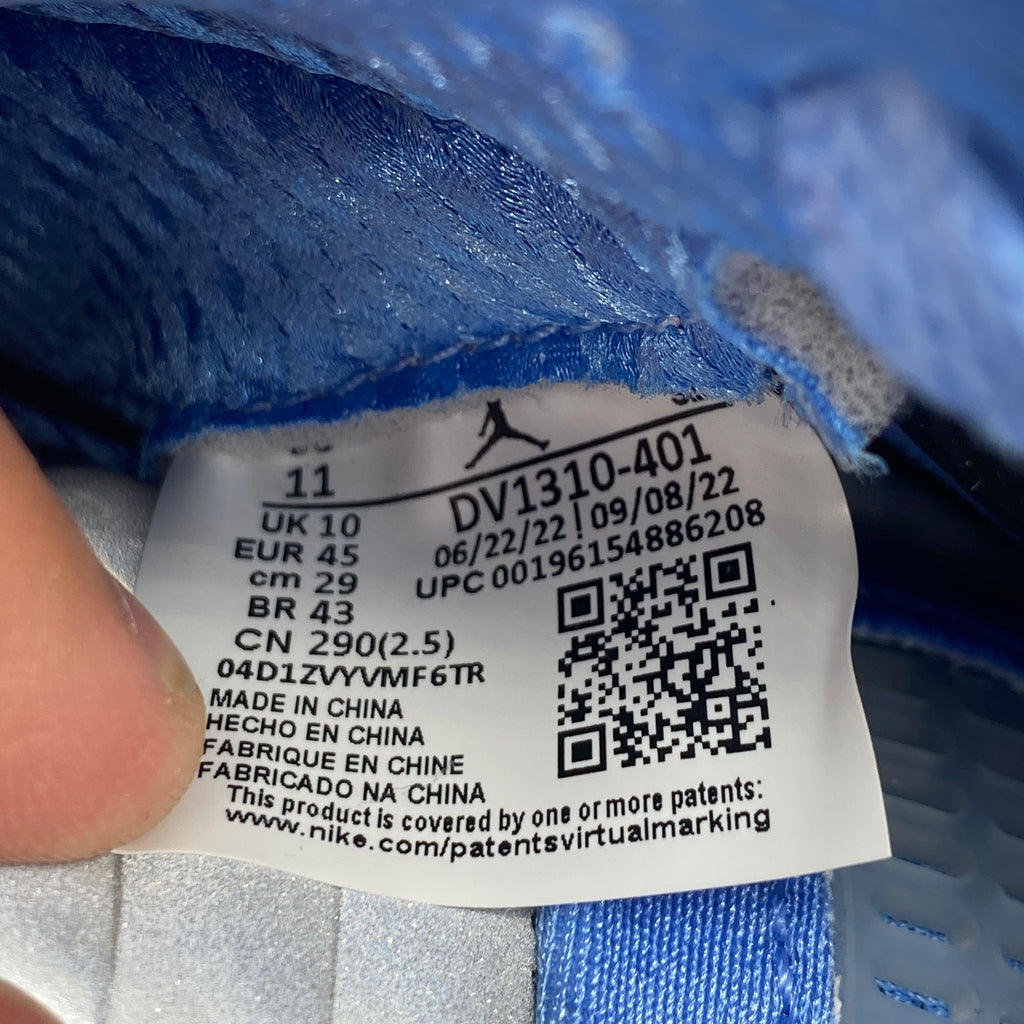 11
UK 10
EUR 45
cm 29
BR 43
CN 290(2.5)
04D1ZVYVMF6TR
DV1310-401
06/22/22 | 09/08/22
UPC 00196154886208
MADE IN CHINA
HECHO EN CHINA
FABRIQUE EN CHINE
FABRICADO NA CHINA
This product is covered by one or more patents:
www.nike.com/patentsvirtualmarking